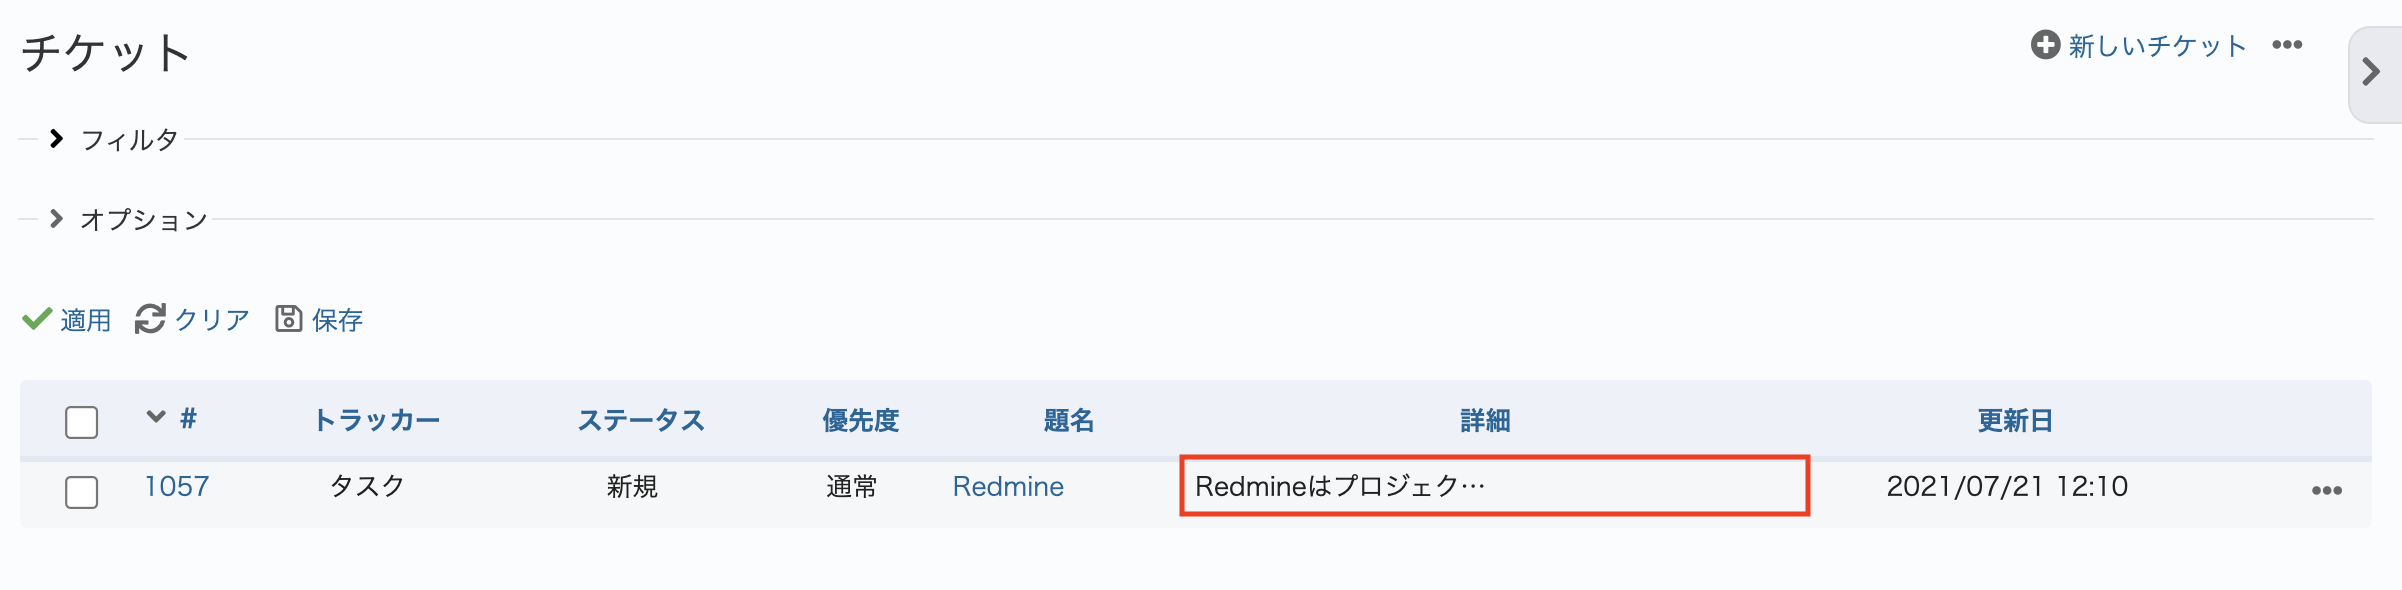 チケット
新しいチケット •••
フィルタ
オプション
適用 クリア 保存
# トラッカー ステータス 優先度 題名 詳細 更新日
1057 タスク 新規 通常 Redmine Redmineはプロジェク… 2021/07/21 12:10 •••